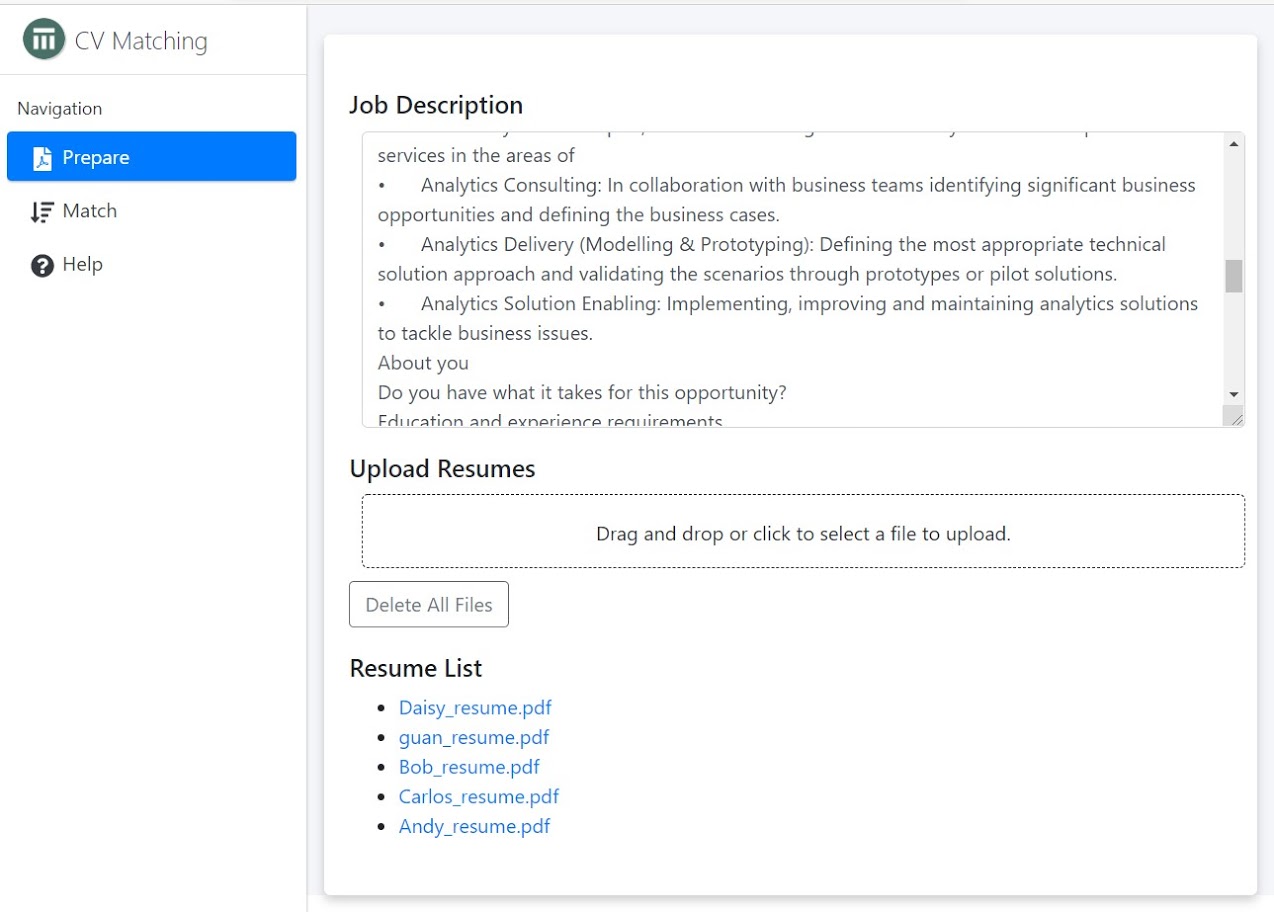 CV Matching
Navigation
Prepare
Match
Help
Job Description
services in the areas of
• Analytics Consulting: In collaboration with business teams identifying significant business
opportunities and defining the business cases.
• Analytics Delivery (Modelling & Prototyping): Defining the most appropriate technical
solution approach and validating the scenarios through prototypes or pilot solutions.
• Analytics Solution Enabling: Implementing, improving and maintaining analytics solutions
to tackle business issues.
About you
Do you have what it takes for this opportunity?
Education and experience requirements
Upload Resumes
Drag and drop or click to select a file to upload.
Delete All Files
Resume List
• Daisy_resume.pdf
• guan_resume.pdf
• Bob_resume.pdf
• Carlos_resume.pdf
• Andy_resume.pdf